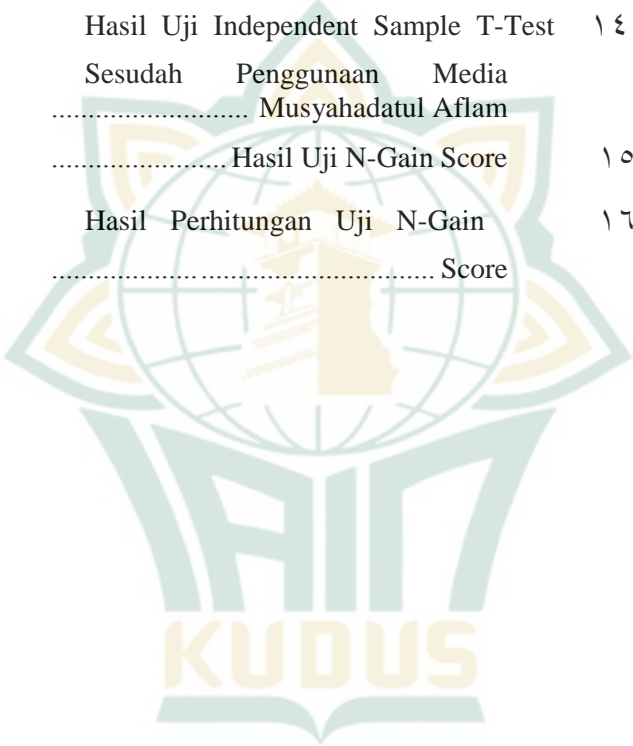 Hasil Uji Independent Sample T-Test ١٤
Sesudah Penggunaan Media
.......................... Musyahadatul Aflam
........................Hasil Uji N-Gain Score ١٥
Hasil Perhitungan Uji N-Gain ١٦
.................... ................................ Score
IAIN
KUDUS